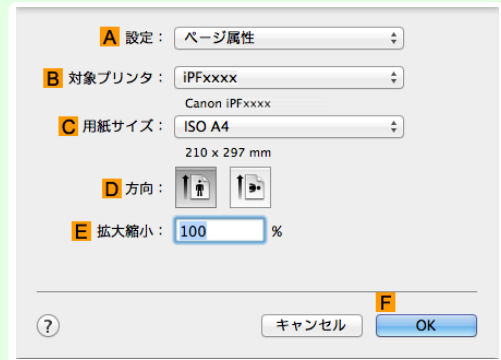 A 設定： ページ属性
B 対象プリンタ： iPFxxxx
Canon iPFxxxx
C 用紙サイズ： ISO A4
210 x 297 mm
D 方向：
E 拡大縮小： 100 %
F
? キャンセル OK